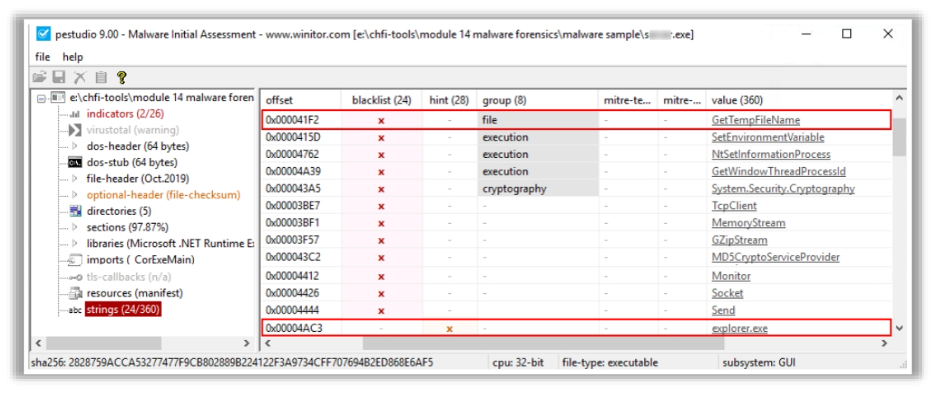 pestudio 9.00 - Malware Initial Assessment - www.winitor.com [e:\chfi-tools\module 14 malware forensics\malware sample\s .exe]
file help
e:\chfi-tools\module 14 malware foren
indicators (2/26)
virustotal (warning)
dos-header (64 bytes)
dos-stub (64 bytes)
file-header (Oct.2019)
optional-header (file-checksum)
directories (5)
sections (97.87%)
libraries (Microsoft .NET Runtime E
imports (_CorExeMain)
tls-callbacks (n/a)
resources (manifest)
abc strings (24/360)
offset blacklist (24) hint (28) group (8) mitre-te... mitre-... value (360)
0x000041F2 x - file - - GetTempFileName
0x0000415D x - execution - - SetEnvironmentVariable
0x00004762 x - execution - - NtSetInformationProcess
0x00004A39 x - execution - - GetWindowThreadProcessId
0x000043A5 x - cryptography - - System.Security.Cryptography
0x00003BE7 x - - - - TcpClient
0x00003BF1 x - - - - MemoryStream
0x00003F57 x - - - - GZipStream
0x000043C2 x - - - - MD5CryptoServiceProvider
0x00004412 x - - - - Monitor
0x00004426 x - - - - Socket
0x00004444 x - - - - Send
0x00004AC3 - x - - - explorer.exe
sha256: 2828759ACCA53277477F9CB802889B224122F3A9734CFF707694B2ED868E6AF5 cpu: 32-bit file-type: executable subsystem: GUI